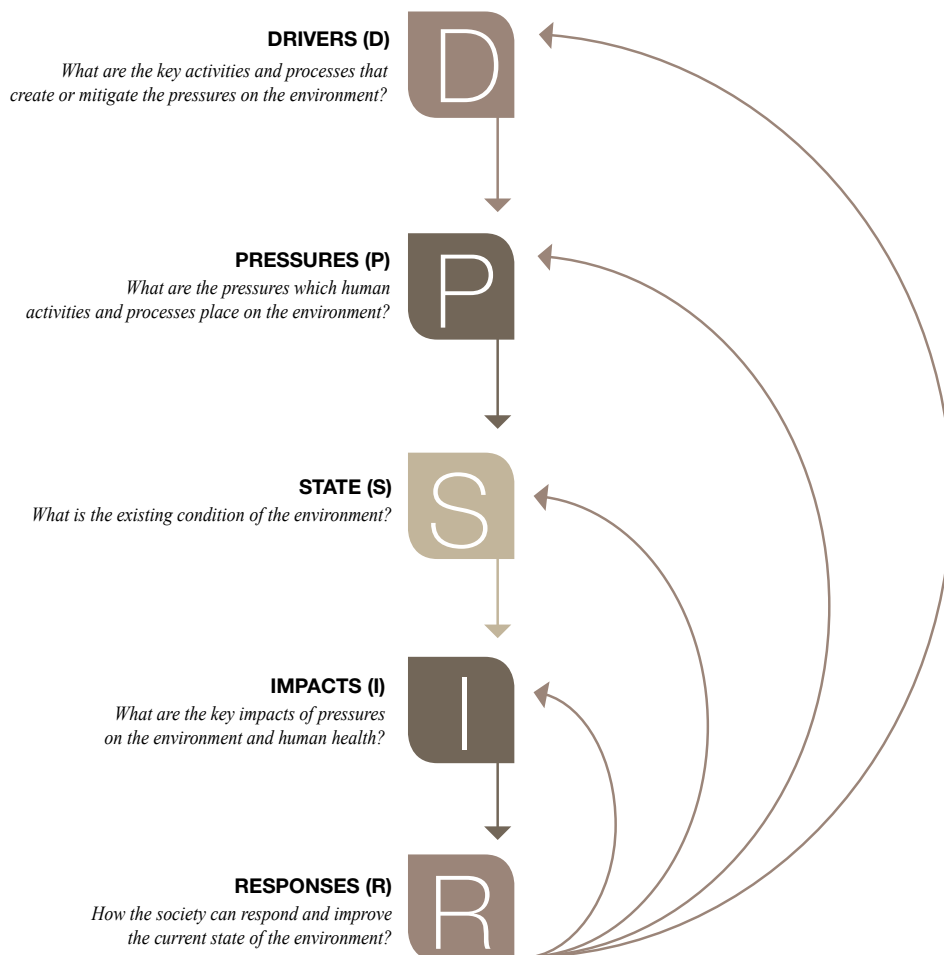 DRIVERS (D)
What are the key activities and processes that
create or mitigate the pressures on the environment?
D
PRESSURES (P)
What are the pressures which human
activities and processes place on the environment?
P
STATE (S)
What is the existing condition of the environment?
S
IMPACTS (I)
What are the key impacts of pressures
on the environment and human health?
I
RESPONSES (R)
How the society can respond and improve
the current state of the environment?
R